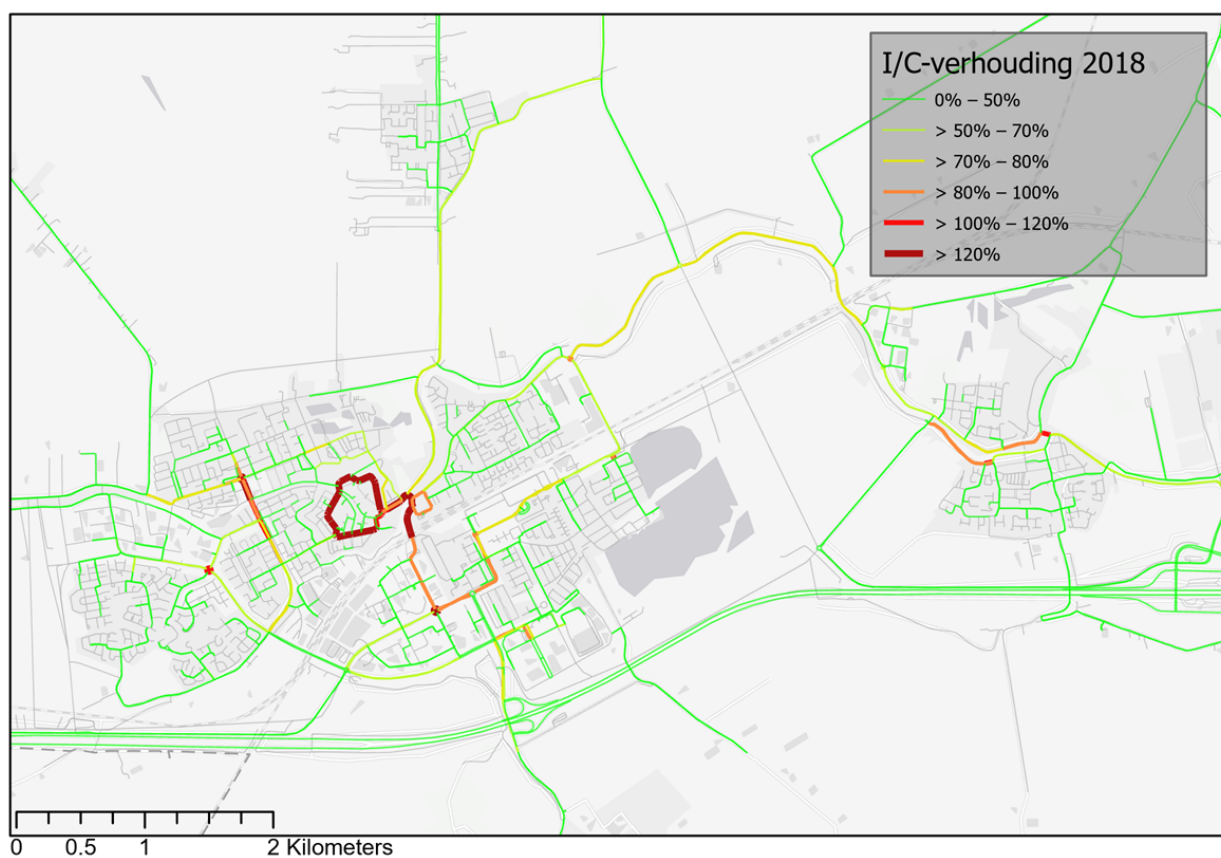 I/C-verhouding 2018
0% – 50%
> 50% – 70%
> 70% – 80%
> 80% – 100%
> 100% – 120%
> 120%
0 0.5 1 2 Kilometers